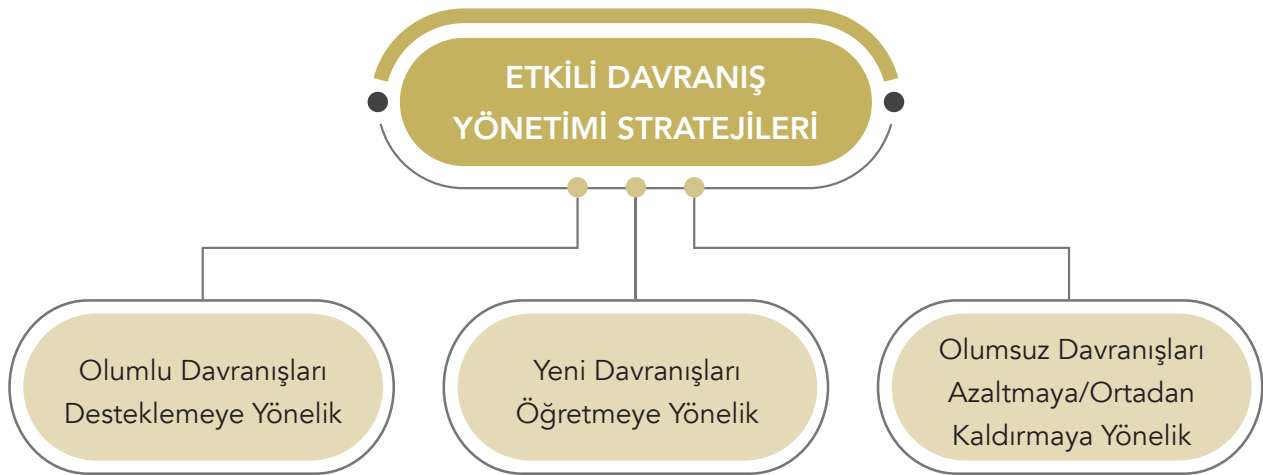 ETKİLİ DAVRANIŞ
YÖNETİMİ STRATEJİLERİ
Olumlu Davranışları
Desteklemeye Yönelik
Yeni Davranışları
Öğretmeye Yönelik
Olumsuz Davranışları
Azaltmaya/Ortadan
Kaldırmaya Yönelik